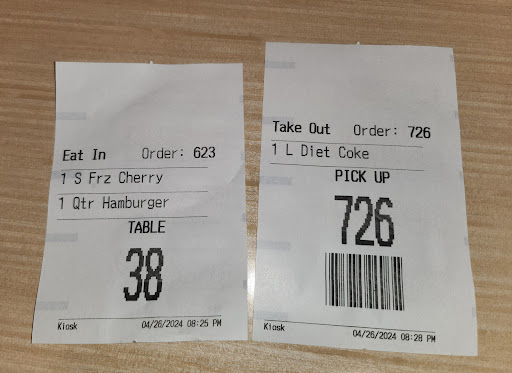 Eat In Order: 623
1 S Frz Cherry
1 Qtr Hamburger
TABLE
38
Kiosk 04/26/2024 08:25 PM
Take Out Order: 726
1 L Diet Coke
PICK UP
726
Kiosk 04/26/2024 08:28 PM